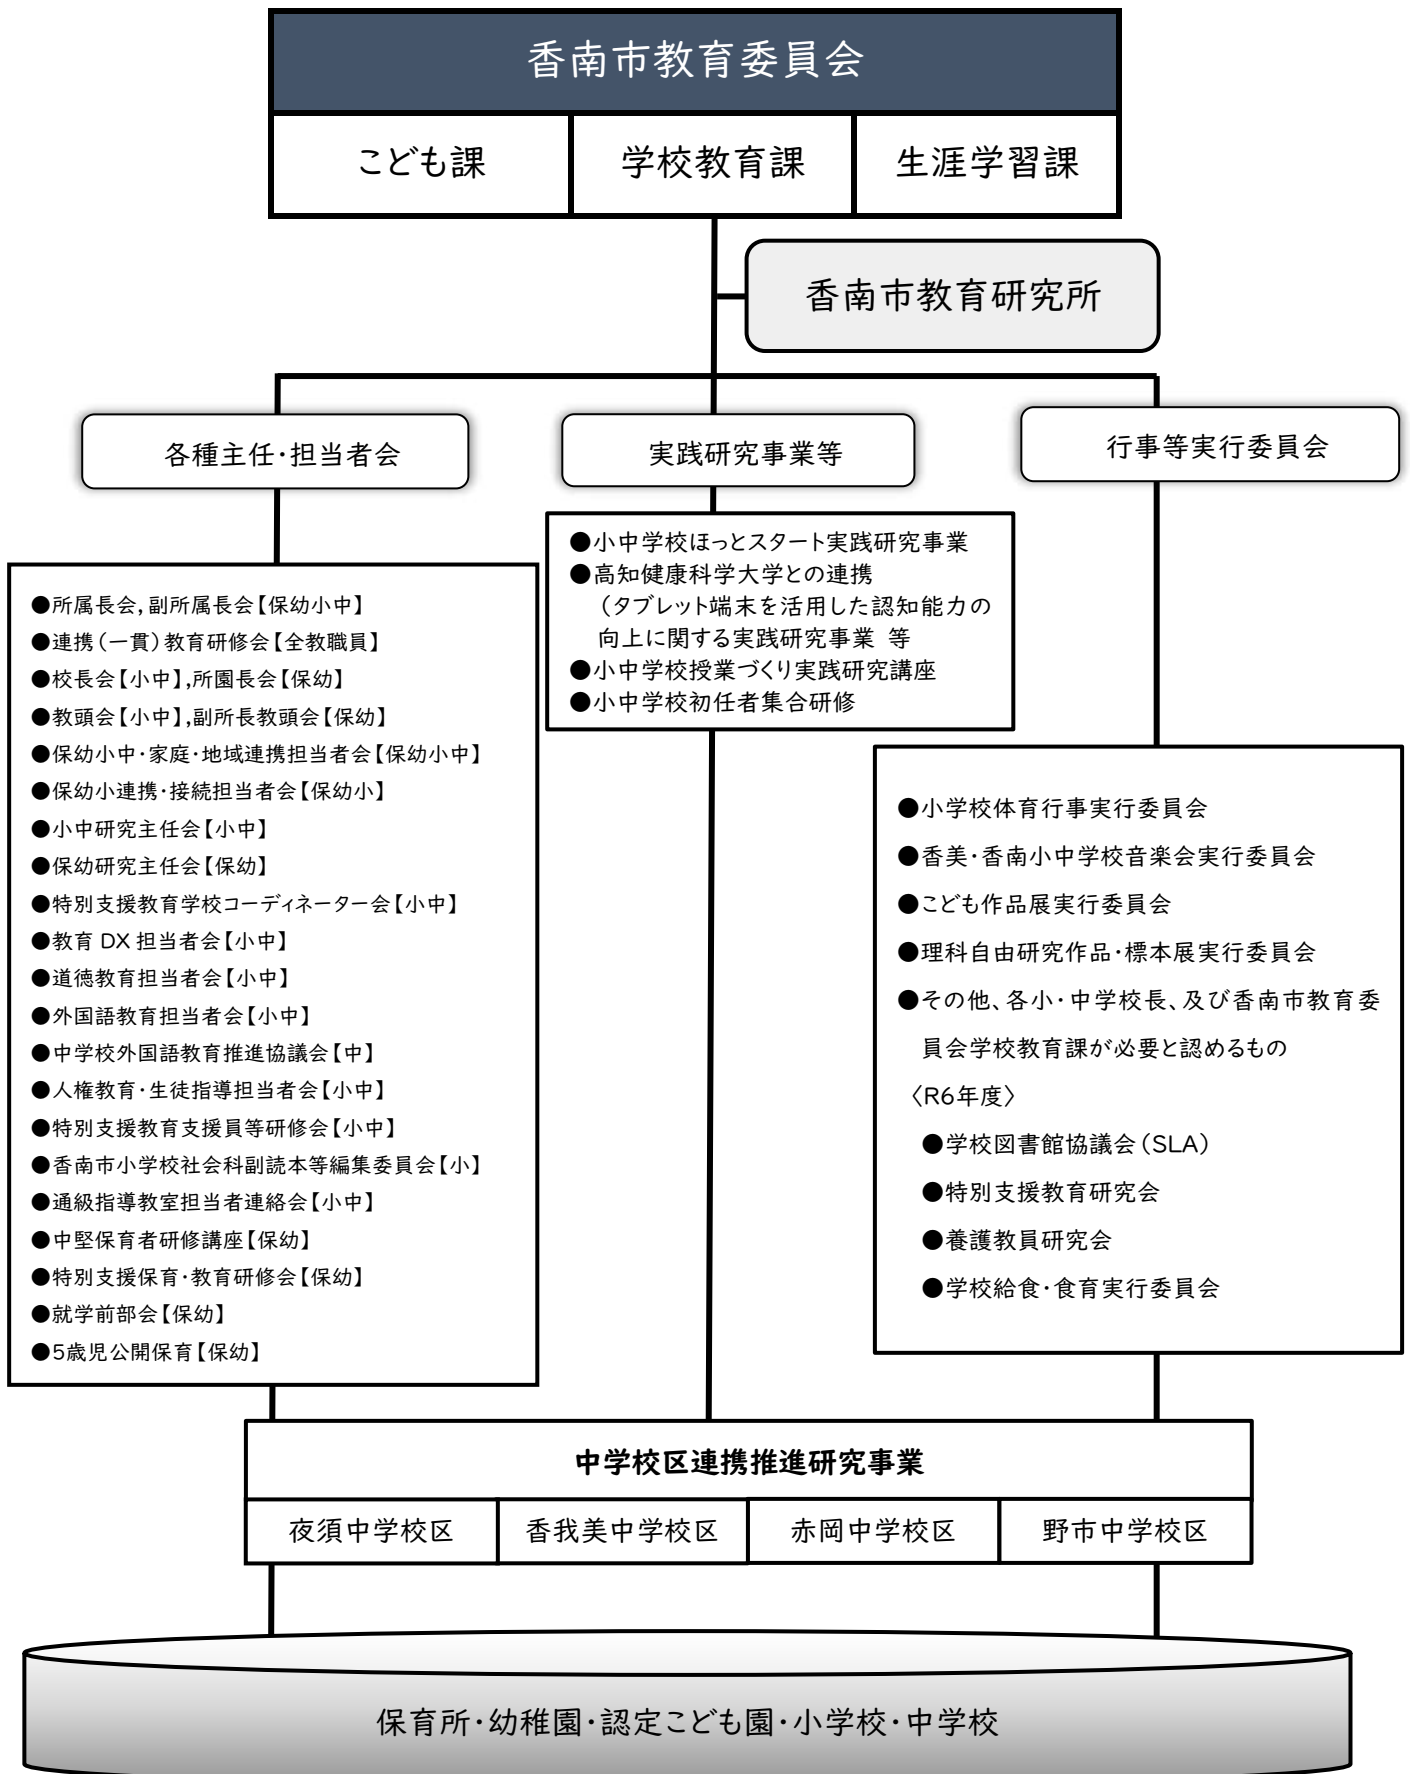 香南市教育委員会
こども課
学校教育課
生涯学習課
香南市教育研究所
各種主任・担当者会
実践研究事業等
行事等実行委員会
●所属長会,副所属長会【保幼小中】
●連携(一貫)教育研修会【全教職員】
●校長会【小中】,所園長会【保幼】
●教頭会【小中】,副所長教頭会【保幼】
●保幼小中・家庭・地域連携担当者会【保幼小中】
●保幼小連携・接続担当者会【保幼小】
●小中研究主任会【小中】
●保幼研究主任会【保幼】
●特別支援教育学校コーディネーター会【小中】
●教育 DX 担当者会【小中】
●道徳教育担当者会【小中】
●外国語教育担当者会【小中】
●中学校外国語教育推進協議会【中】
●人権教育・生徒指導担当者会【小中】
●特別支援教育支援員等研修会【小中】
●香南市小学校社会科副読本等編集委員会【小】
●通級指導教室担当者連絡会【小中】
●中堅保育者研修講座【保幼】
●特別支援保育・教育研修会【保幼】
●就学前部会【保幼】
●5歳児公開保育【保幼】
●小中学校ほっとスタート実践研究事業
●高知健康科学大学との連携
(タブレット端末を活用した認知能力の
向上に関する実践研究事業 等
●小中学校授業づくり実践研究講座
●小中学校初任者集合研修
●小学校体育行事実行委員会
●香美・香南小中学校音楽会実行委員会
●こども作品展実行委員会
●理科自由研究作品・標本展実行委員会
●その他、各小・中学校長、及び香南市教育委
員会学校教育課が必要と認めるもの
〈R6年度〉
●学校図書館協議会(SLA)
●特別支援教育研究会
●養護教員研究会
●学校給食・食育実行委員会
中学校区連携推進研究事業
夜須中学校区
香我美中学校区
赤岡中学校区
野市中学校区
保育所・幼稚園・認定こども園・小学校・中学校